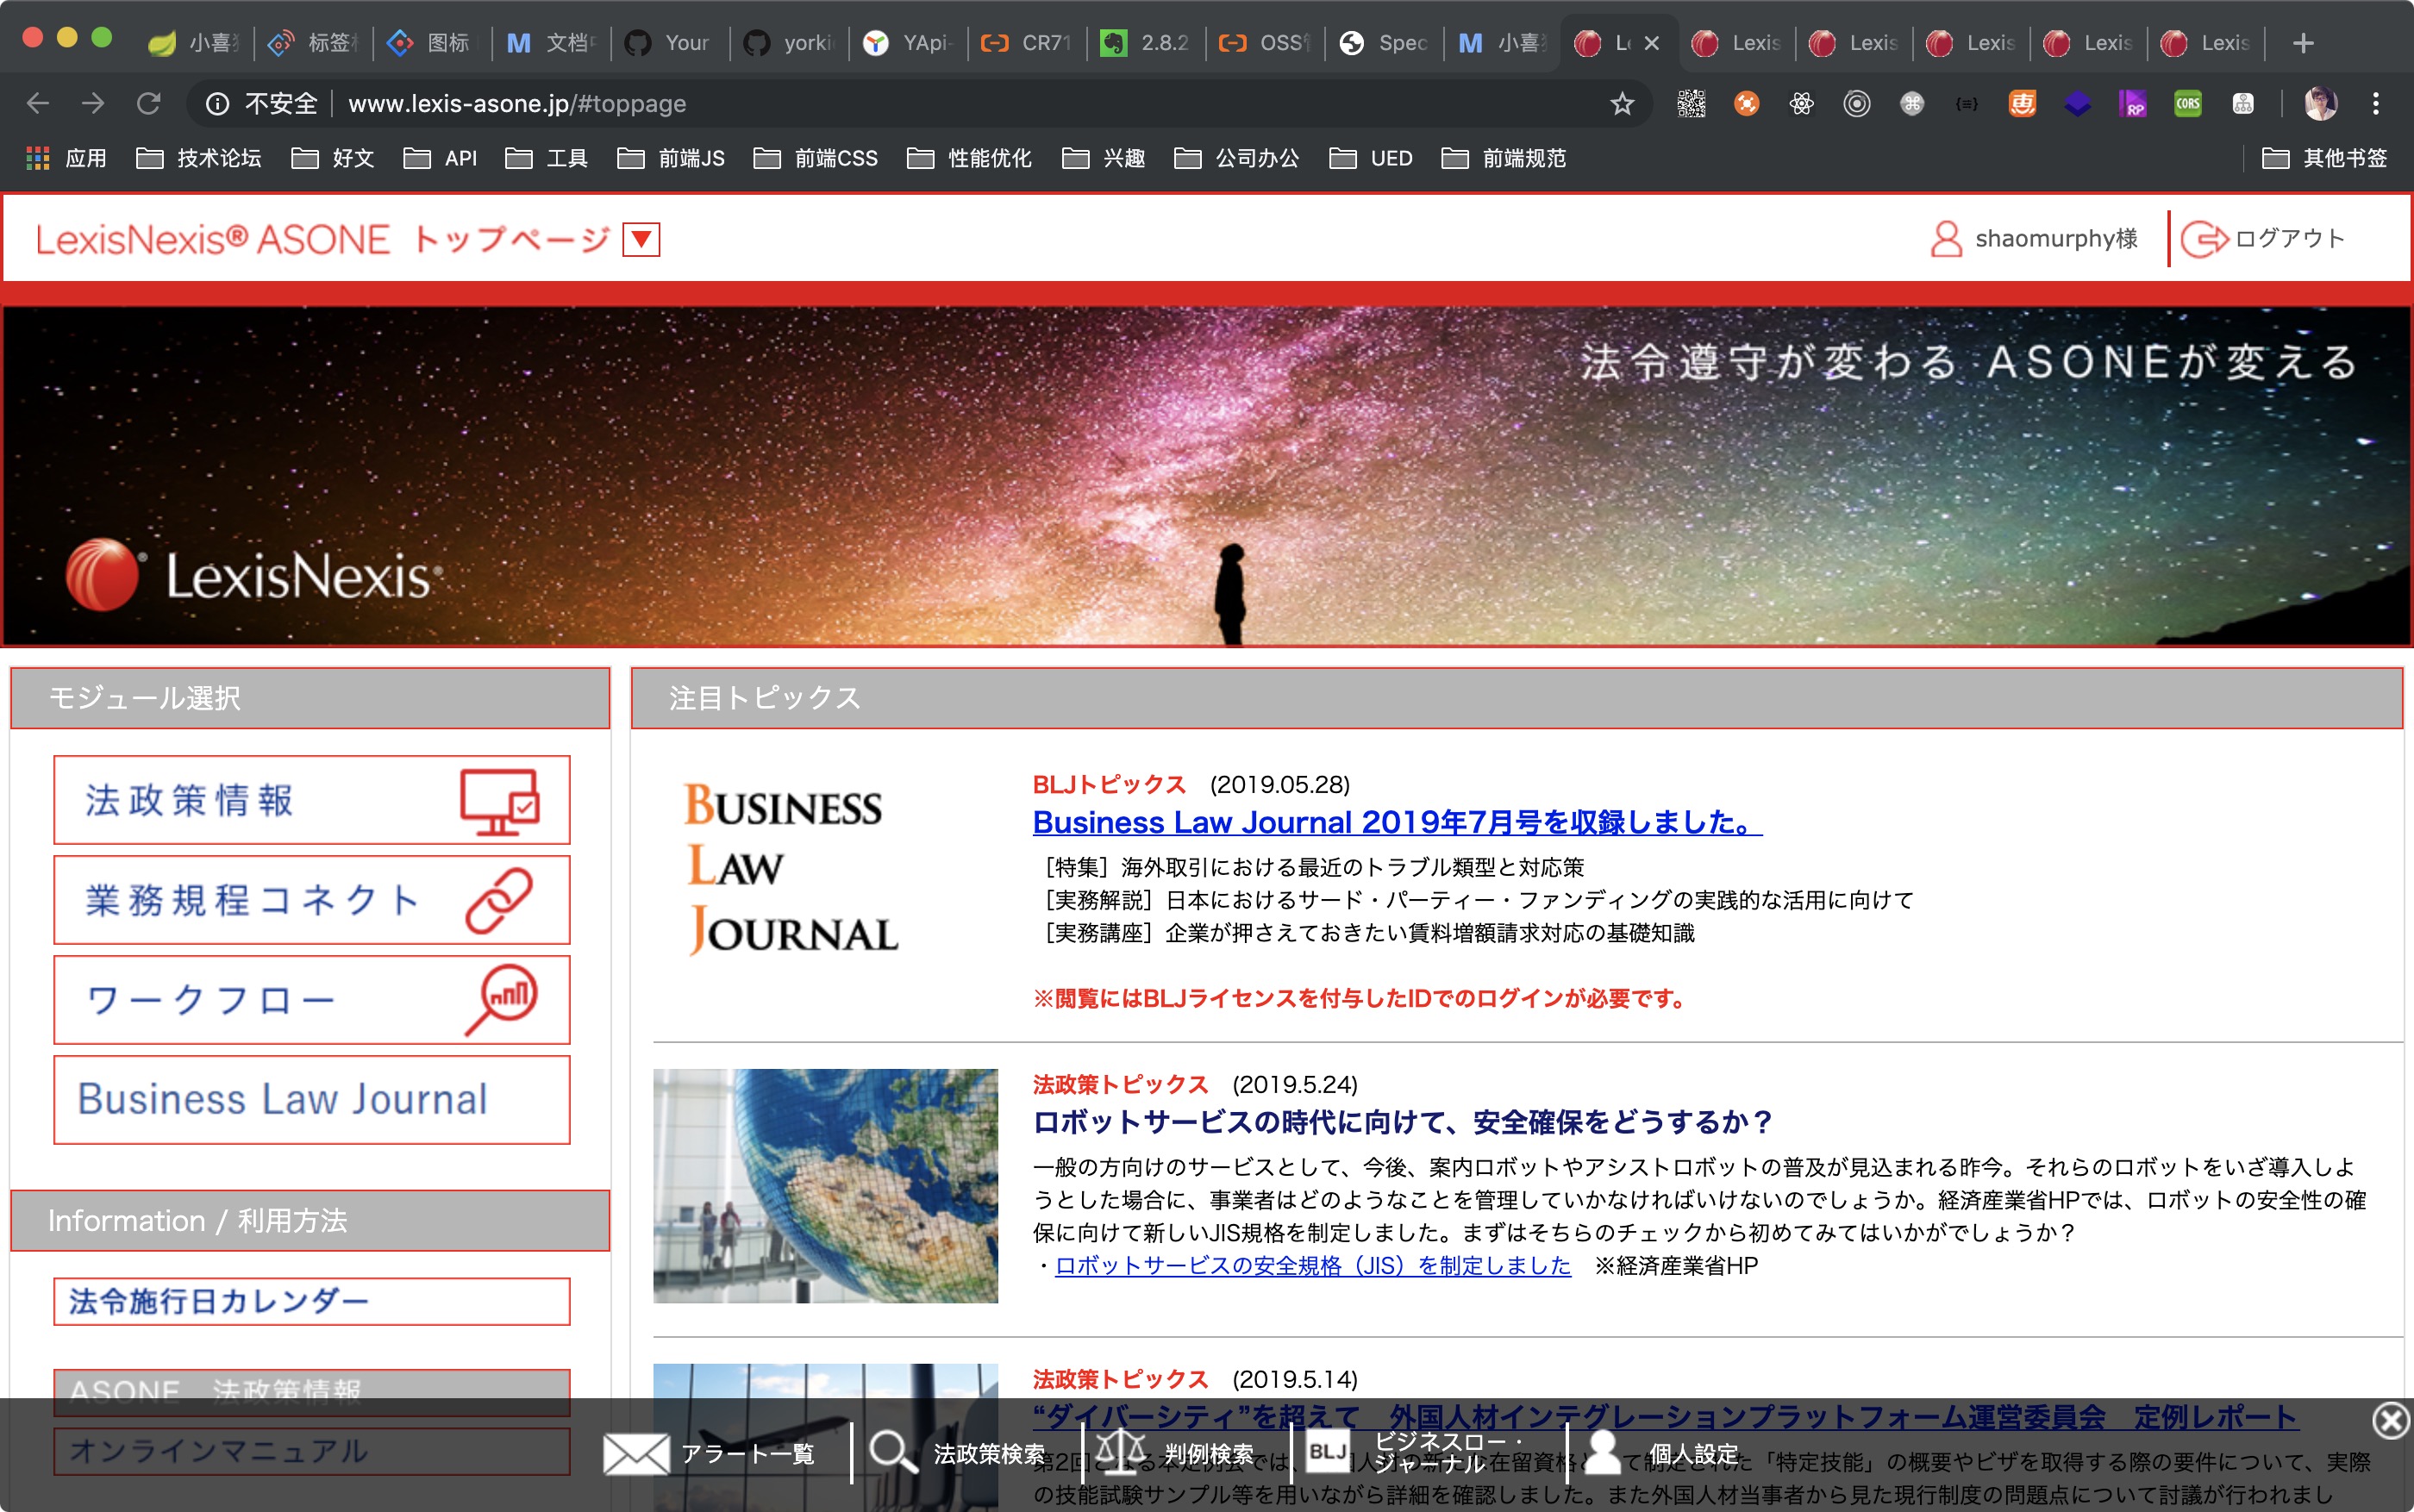 小喜
标签
图标
M 文档
Your
yorki
YApi-
CR71
2.8.2
OSS
Spec
M 小喜
L
Lexis
Lexis
Lexis
Lexis
Lexis
不安全 www.lexis-asone.jp/#toppage
RP
CORS
应用 技术论坛 好文 API 工具 前端JS 前端CSS 性能优化 兴趣 公司办公 UED 前端规范 其他书签
LexisNexis® ASONE トップページ ▼
shaomurphy様 ログアウト
法令遵守が変わる ASONEが変える
LexisNexis®
モジュール選択
法政策情報
業務規程コネクト
ワークフロー
Business Law Journal
Information / 利用方法
法令施行日カレンダー
ASONE 法政策情報
オンラインマニュアル
注目トピックス
BUSINESS
LAW
JOURNAL
BLJトピックス (2019.05.28)
Business Law Journal 2019年7月号を収録しました。
［特集］海外取引における最近のトラブル類型と対応策
［実務解説］日本におけるサード・パーティー・ファンディングの実践的な活用に向けて
［実務講座］企業が押さえておきたい賃料増額請求対応の基礎知識
※閲覧にはBLJライセンスを付与したIDでのログインが必要です。
法政策トピックス (2019.5.24)
ロボットサービスの時代に向けて、安全確保をどうするか？
一般の方向けのサービスとして、今後、案内ロボットやアシストロボットの普及が見込まれる昨今。それらのロボットをいざ導入しよ
うとした場合に、事業者はどのようなことを管理していかなければいけないのでしょうか。経済産業省HPでは、ロボットの安全性の確
保に向けて新しいJIS規格を制定しました。まずはそちらのチェックから初めてみてはいかがでしょうか？
・ロボットサービスの安全規格（JIS）を制定しました ※経済産業省HP
法政策トピックス (2019.5.14)
“ダイバーシティ”を超えて 外国人材インテグレーションプラットフォーム運営委員会 定例レポート
「特定技能」の概要やビザを取得する際の要件について、実際
の技能試験サンプル等を用いながら詳細を確認しました。また外国人材当事者から見た現行制度の問題点について討議が行われまし
アラート一覧
法政策検索
判例検索
BLJ ビジネスロー・
ジャーナル
個人設定